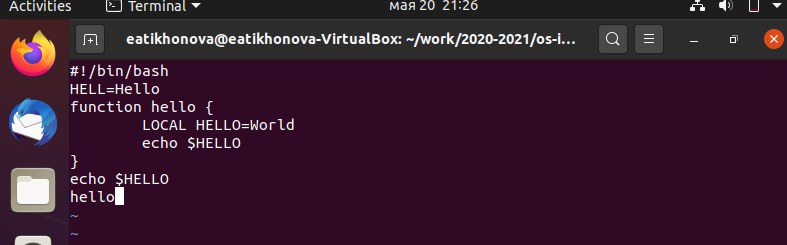 Activities Terminal мая 20 21:26
eatikhonova@eatikhonova-VirtualBox: ~/work/2020-2021/os-i...
#!/bin/bash
HELL=Hello
function hello {
        LOCAL HELLO=World
        echo $HELLO
}
echo $HELLO
hello
~
~